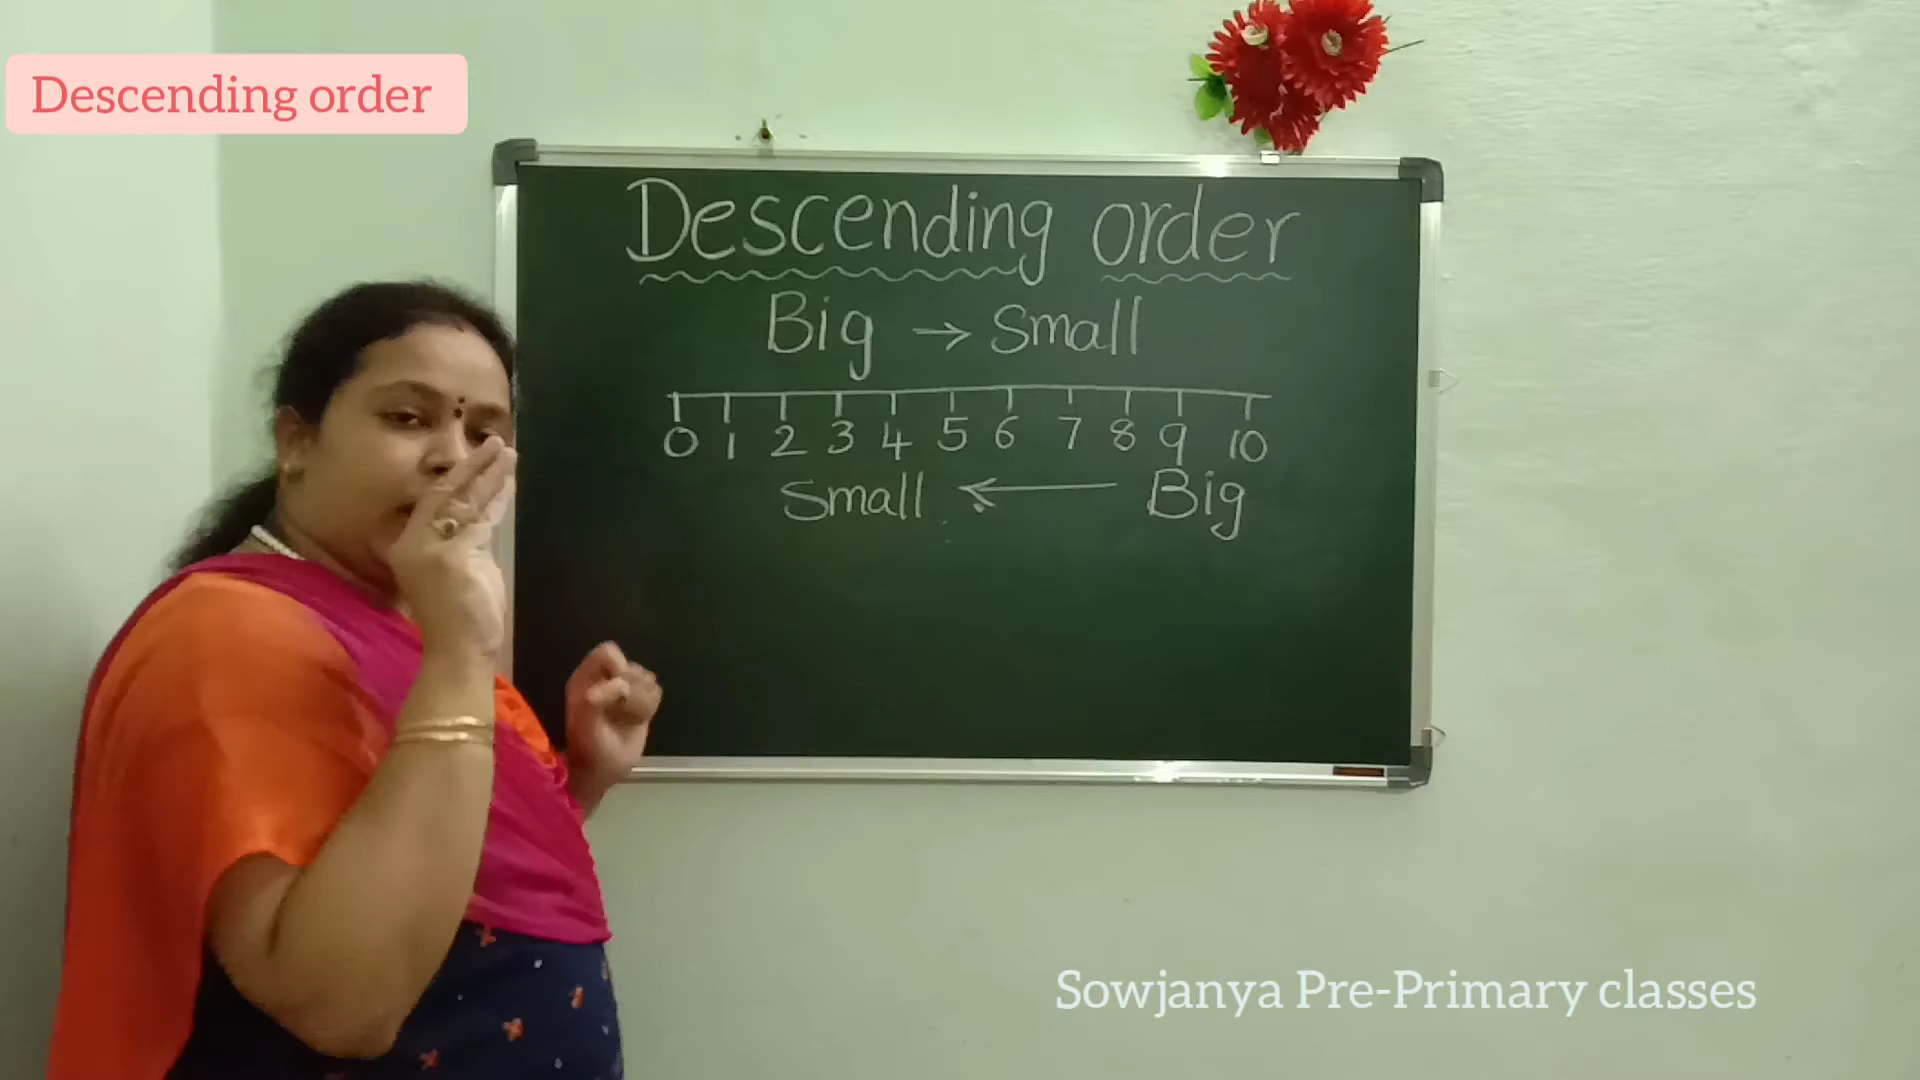 Descending order
Descending order
Big → Small
0 1 2 3 4 5 6 7 8 9 10
Small ← Big
Sowjanya Pre-Primary classes